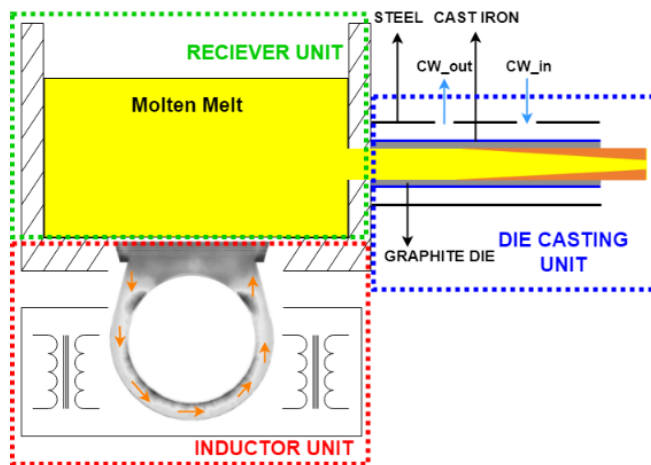 STEEL CAST IRON
RECIEVER UNIT
CW_out
CW_in
Molten Melt
DIE CASTING
UNIT
GRAPHITE DIE
INDUCTOR UNIT